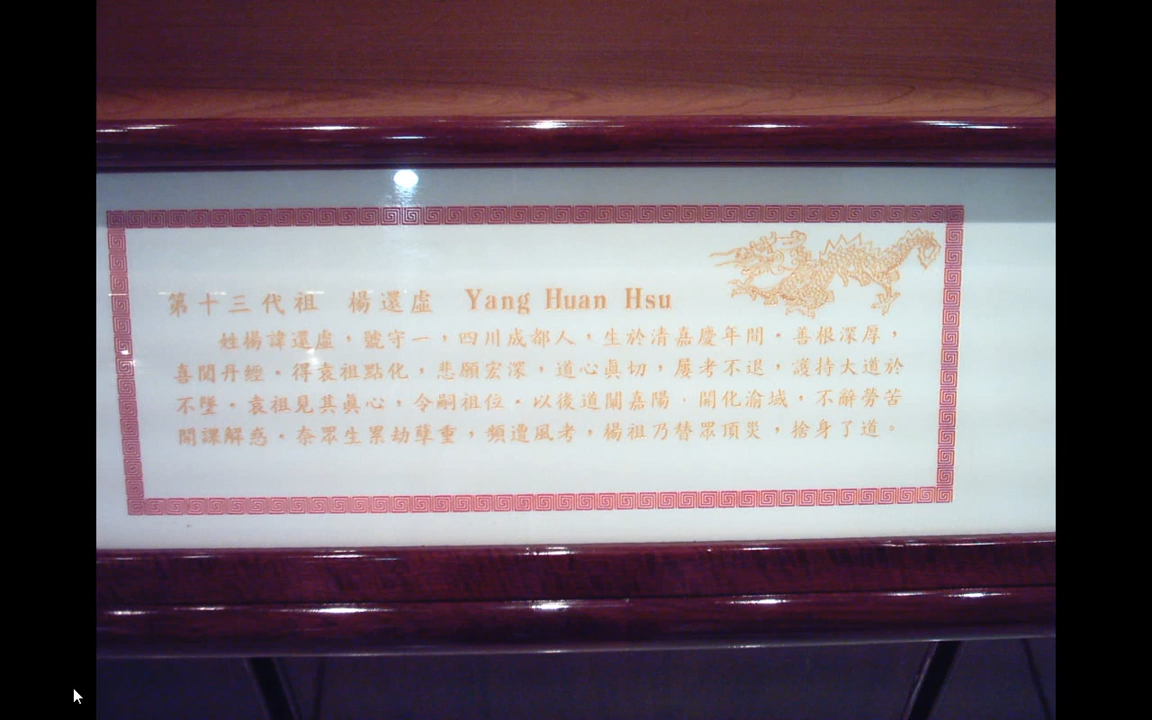 第十三代祖 楊還虛 Yang Huan Hsu
姓楊諱還虛，號守一，四川成都人，生於清嘉慶年間。善根深厚，
喜閱丹經。得袁祖點化，悲願宏深，道心眞切，屢考不退，護持大道於
不墜。袁祖見其眞心，令嗣祖位。以後道闡嘉陽，開化渝域，不辭勞苦
開譯解惑。奈眾生累劫孽重，頻遭風考，楊祖乃替眾頂災，捨身了道。